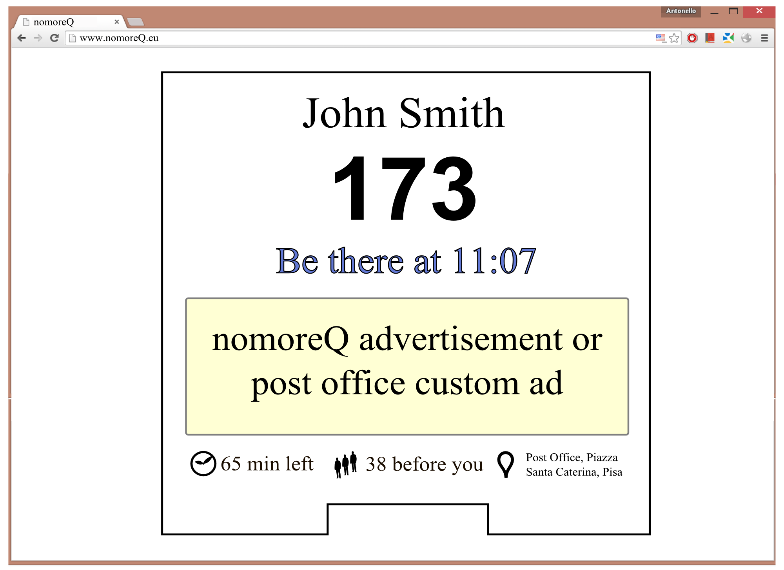 Antonello
nomoreQ
www.nomoreQ.eu
John Smith
173
Be there at 11:07
nomoreQ advertisement or
post office custom ad
65 min left
38 before you
Post Office, Piazza
Santa Caterina, Pisa